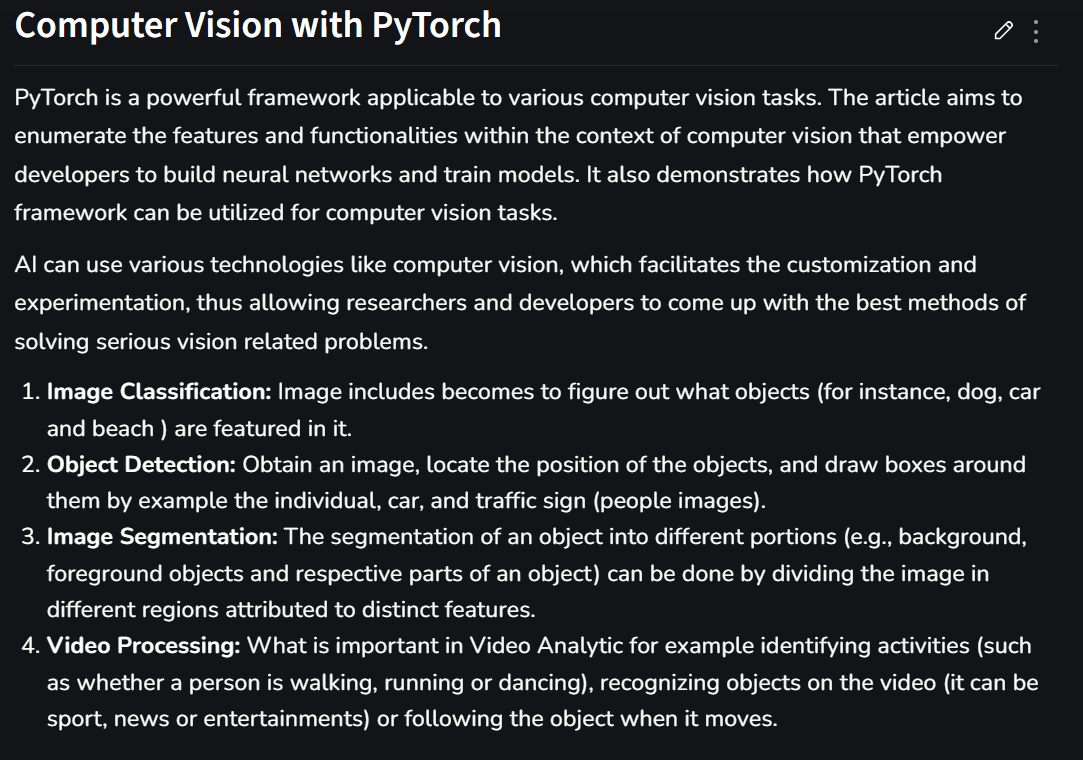 Computer Vision with PyTorch
PyTorch is a powerful framework applicable to various computer vision tasks. The article aims to
enumerate the features and functionalities within the context of computer vision that empower
developers to build neural networks and train models. It also demonstrates how PyTorch
framework can be utilized for computer vision tasks.
AI can use various technologies like computer vision, which facilitates the customization and
experimentation, thus allowing researchers and developers to come up with the best methods of
solving serious vision related problems.
1. Image Classification: Image includes becomes to figure out what objects (for instance, dog, car
and beach ) are featured in it.
2. Object Detection: Obtain an image, locate the position of the objects, and draw boxes around
them by example the individual, car, and traffic sign (people images).
3. Image Segmentation: The segmentation of an object into different portions (e.g., background,
foreground objects and respective parts of an object) can be done by dividing the image in
different regions attributed to distinct features.
4. Video Processing: What is important in Video Analytic for example identifying activities (such
as whether a person is walking, running or dancing), recognizing objects on the video (it can be
sport, news or entertainments) or following the object when it moves.